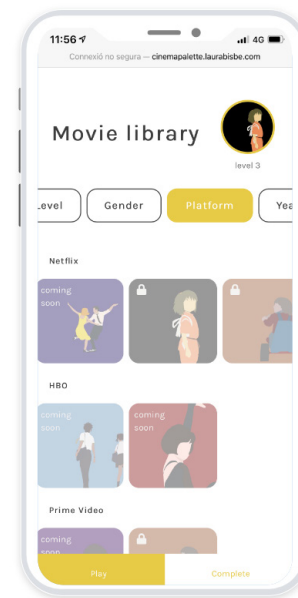 11:56
4G
Connexió no segura — cinemapalette.laurabisbe.com
Movie library
level 3
Level Gender Platform Yea
Netflix
coming
soon
HBO
coming
soon
coming
soon
Prime Video
coming
soon
Play Complete